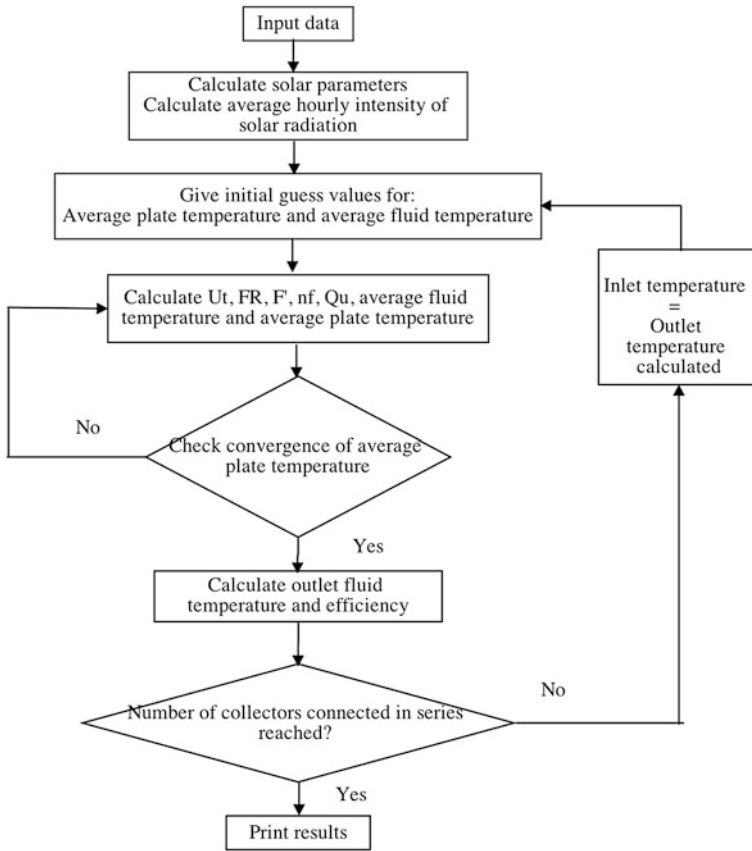 Input data
Calculate solar parameters
Calculate average hourly intensity of
solar radiation
Give initial guess values for:
Average plate temperature and average fluid temperature
Calculate Ut, FR, F', nf, Qu, average fluid
temperature and average plate temperature
Inlet temperature
=
Outlet
temperature
calculated
No
Check convergence of average
plate temperature
Yes
Calculate outlet fluid
temperature and efficiency
No
Number of collectors connected in series
reached?
Yes
Print results